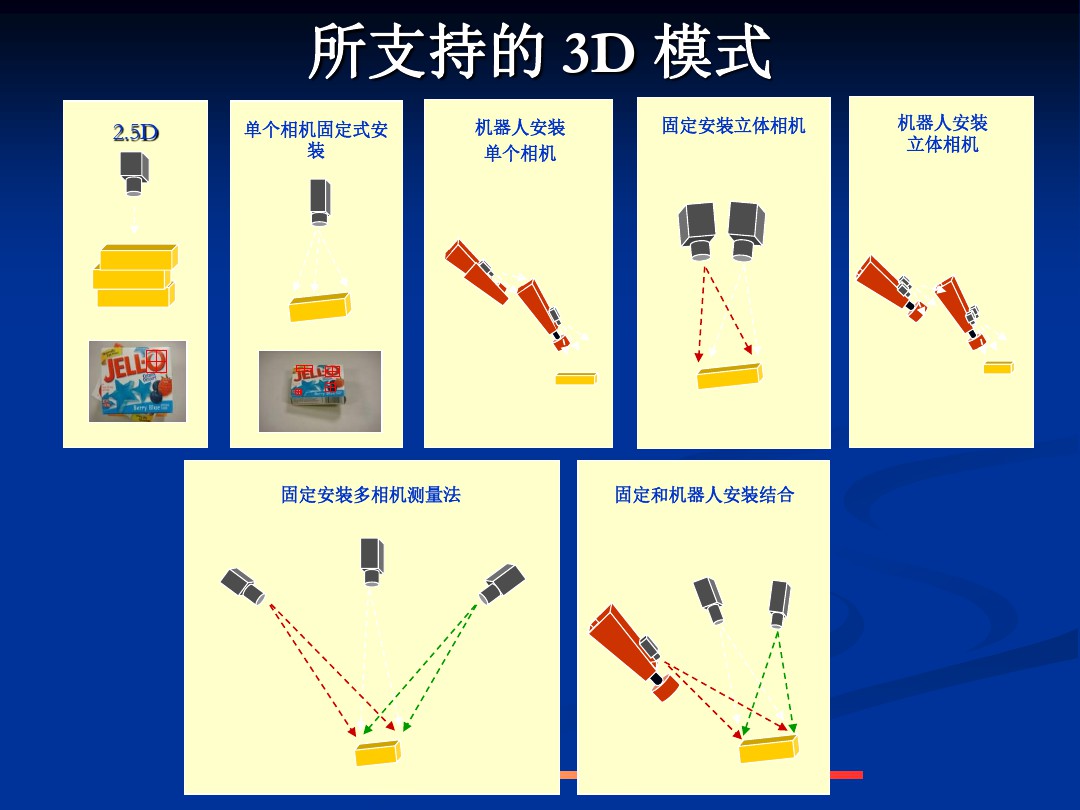 所支持的 3D 模式
2.5D
单个相机固定式安
装
机器人安装
单个相机
固定安装立体相机
机器人安装
立体相机
JELL-O
Berry Blue
JELL-O
固定安装多相机测量法
固定和机器人安装结合